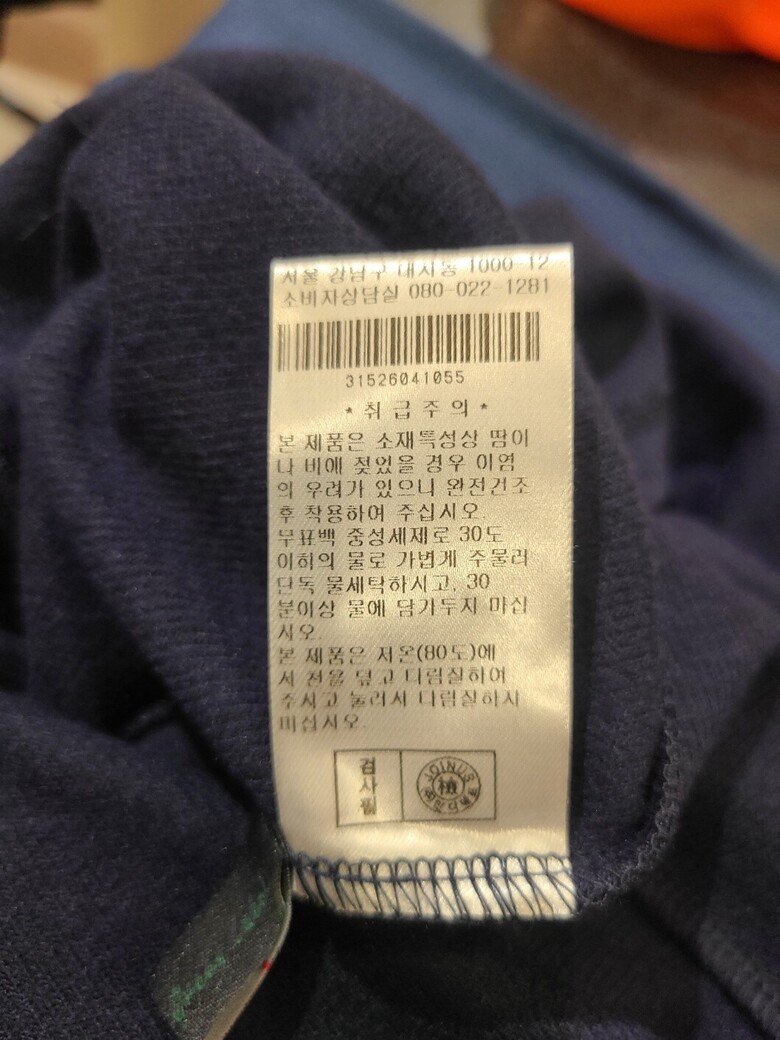 서울 강남구 대치동 1000-12
소비자상담실 080-022-1281
31526041055
* 취 급 주 의 *
본 제품은 소재특성상 땀이
나 비에 젖었을 경우 이염
의 우려가 있으니 완전건조
후 착용하여 주십시오.
무표백 중성세제로 30도
이하의 물로 가볍게 주물러
단독 물세탁하시고, 30
분이상 물에 담가두지 마십
시오.
본 제품은 저온(80도)에
서 천을 덮고 다림질하여
주시고 눌러서 다림질하지
마십시오.
검사필
JOINUS
檢